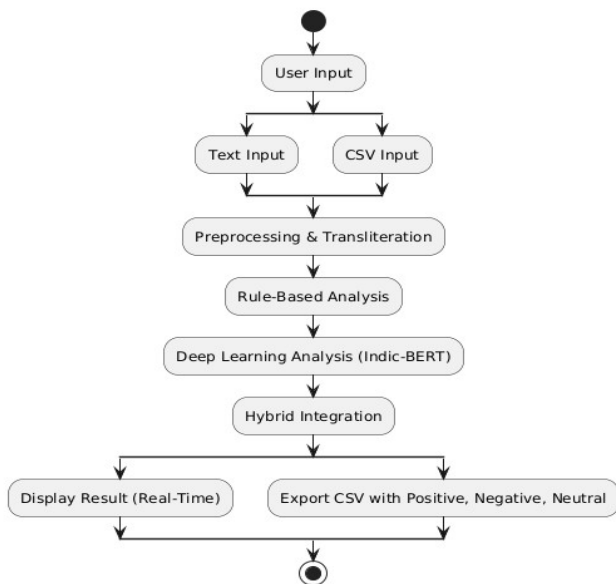 User Input
Text Input
CSV Input
Preprocessing & Transliteration
Rule-Based Analysis
Deep Learning Analysis (Indic-BERT)
Hybrid Integration
Display Result (Real-Time)
Export CSV with Positive, Negative, Neutral